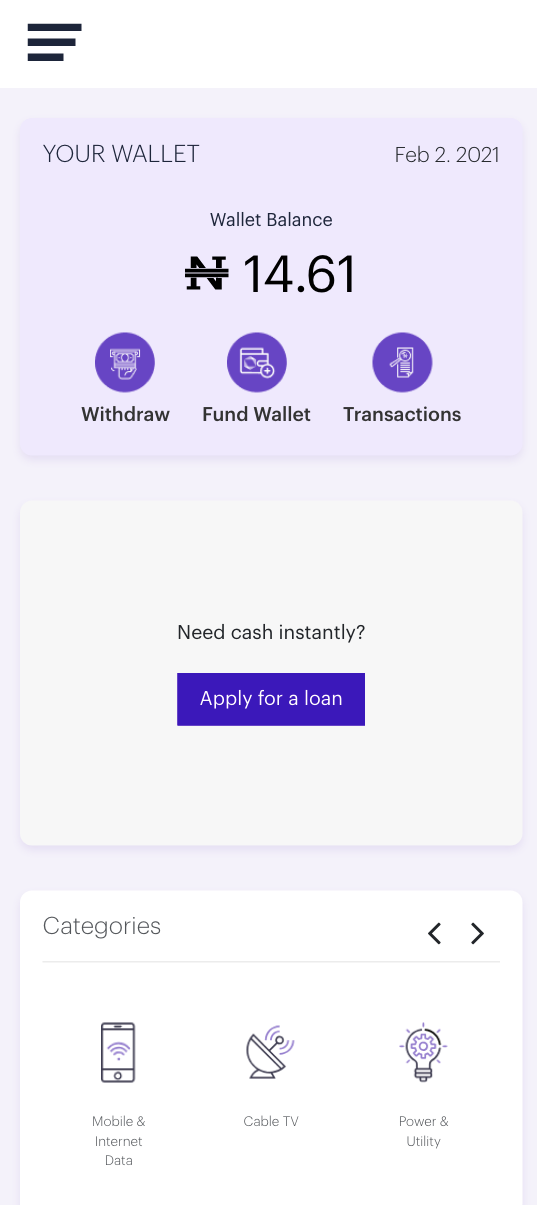 YOUR WALLET Feb 2. 2021
Wallet Balance
₦ 14.61
Withdraw Fund Wallet Transactions
Need cash instantly?
Apply for a loan
Categories
Mobile &
Internet
Data
Cable TV
Power &
Utility